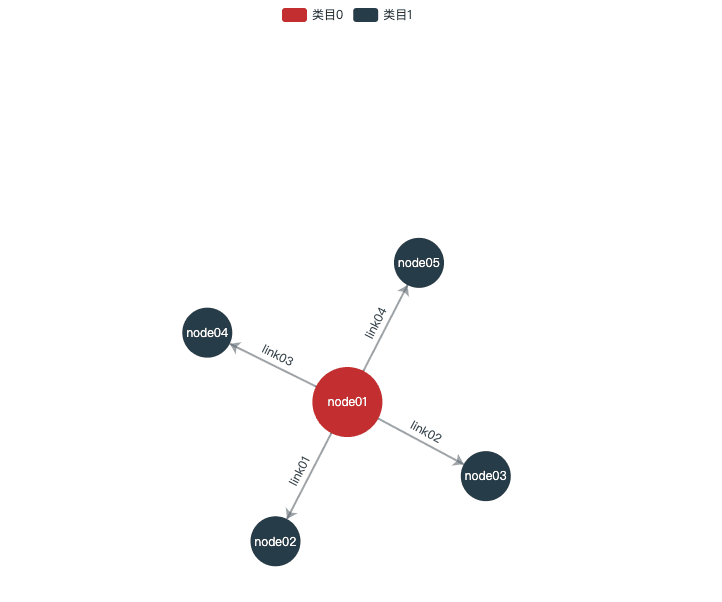 类目0
类目1
node05
link04
node04
link03
node01
link02
link01
node03
node02